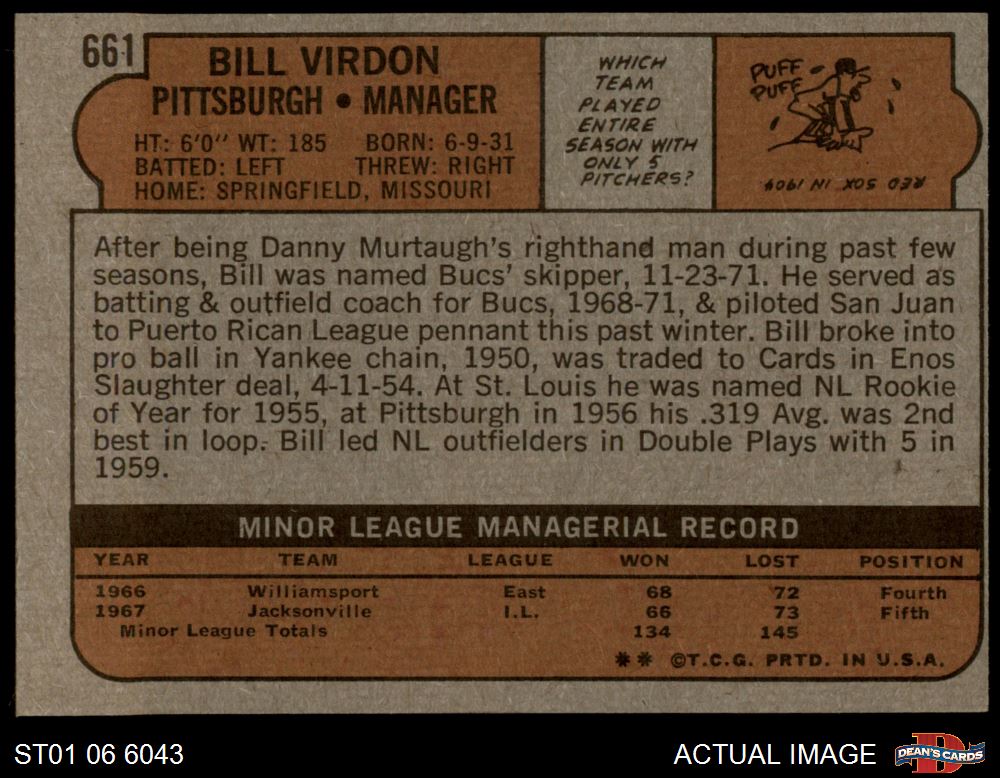 661
BILL VIRDON
PITTSBURGH • MANAGER
HT: 6'0" WT: 185 BORN: 6-9-31
BATTED: LEFT THREW: RIGHT
HOME: SPRINGFIELD, MISSOURI
WHICH
TEAM
PLAYED
ENTIRE
SEASON WITH
ONLY 5
PITCHERS?
PUFF
PUFF
RED SOX IN 1904
After being Danny Murtaugh's righthand man during past few
seasons, Bill was named Bucs' skipper, 11-23-71. He served as
batting & outfield coach for Bucs, 1968-71, & piloted San Juan
to Puerto Rican League pennant this past winter. Bill broke into
pro ball in Yankee chain, 1950, was traded to Cards in Enos
Slaughter deal, 4-11-54. At St. Louis he was named NL Rookie
of Year for 1955, at Pittsburgh in 1956 his .319 Avg. was 2nd
best in loop. Bill led NL outfielders in Double Plays with 5 in
1959.
MINOR LEAGUE MANAGERIAL RECORD
YEAR TEAM LEAGUE WON LOST POSITION
1966 Williamsport East 68 72 Fourth
1967 Jacksonville I.L. 66 73 Fifth
Minor League Totals 134 145
** ©T.C.G. PRTD. IN U.S.A.
ST01 06 6043
ACTUAL IMAGE
D
DEAN'S CARDS